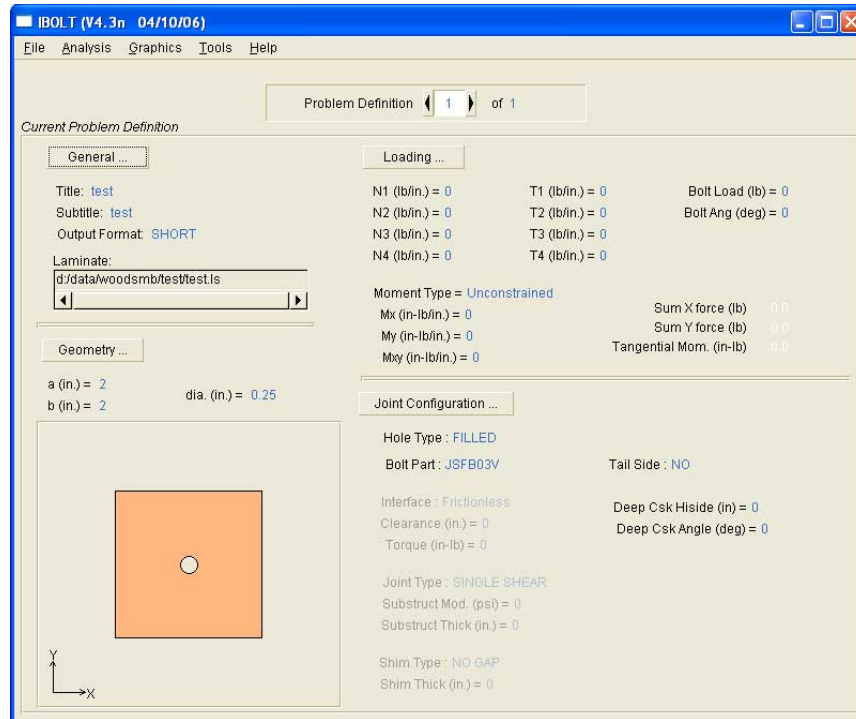 IBOLT (V4.3n 04/10/06)
File Analysis Graphics Tools Help
Problem Definition 1 of 1
Current Problem Definition
General ...
Title: test
Subtitle: test
Output Format: SHORT
Laminate:
d:/data/woodsmb/test/test.ls
Geometry ...
a (in.) = 2
b (in.) = 2
dia. (in.) = 0.25
Y
X
Loading ...
N1 (lb/in.) = 0 T1 (lb/in.) = 0 Bolt Load (lb) = 0
N2 (lb/in.) = 0 T2 (lb/in.) = 0 Bolt Ang (deg) = 0
N3 (lb/in.) = 0 T3 (lb/in.) = 0
N4 (lb/in.) = 0 T4 (lb/in.) = 0
Moment Type = Unconstrained
Mx (in-lb/in.) = 0
My (in-lb/in.) = 0
Mxy (in-lb/in.) = 0
Sum X force (lb) 0.0
Sum Y force (lb) 0.0
Tangential Mom. (in-lb) 0.0
Joint Configuration ...
Hole Type : FILLED
Bolt Part : JSFB03V Tail Side : NO
Interface : Frictionless
Clearance (in.) = 0
Torque (in-lb) = 0
Deep Csk Hiside (in) = 0
Deep Csk Angle (deg) = 0
Joint Type : SINGLE SHEAR
Substruct Mod. (psi) = 0
Substruct Thick (in.) = 0
Shim Type : NO GAP
Shim Thick (in.) = 0